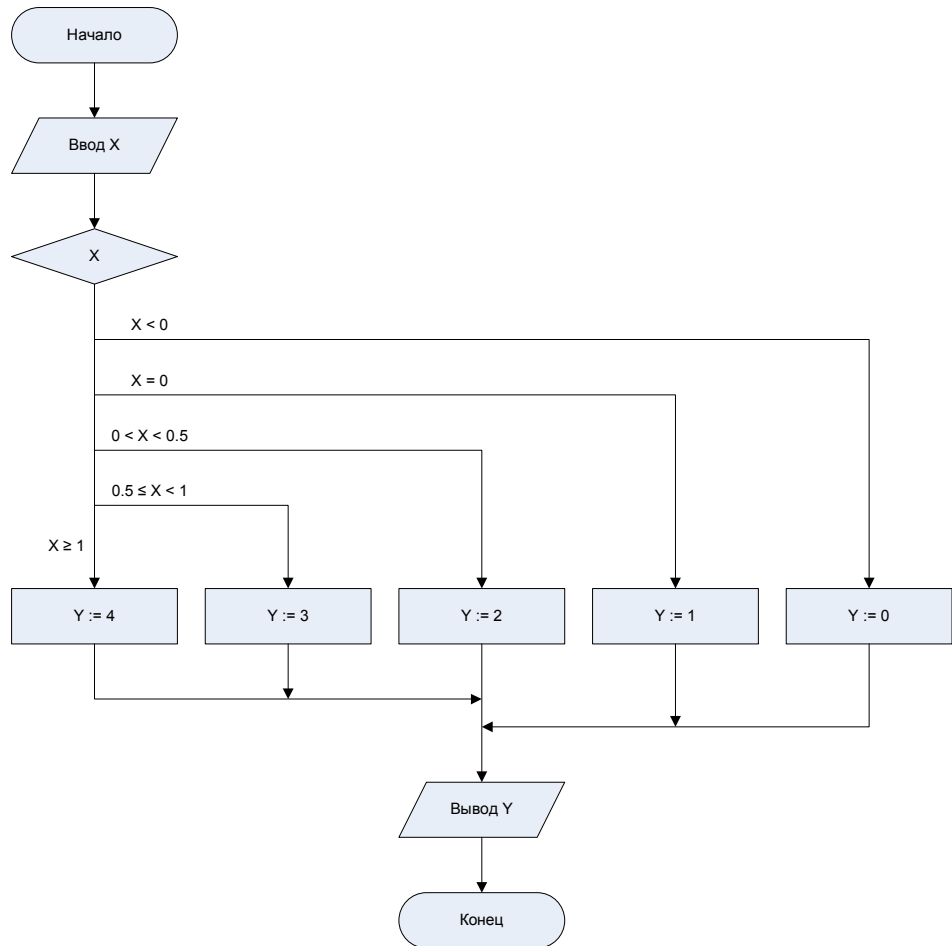 Начало
Ввод X
X
X < 0
X = 0
0 < X < 0.5
0.5 ≤ X < 1
X ≥ 1
Y := 4
Y := 3
Y := 2
Y := 1
Y := 0
Вывод Y
Конец